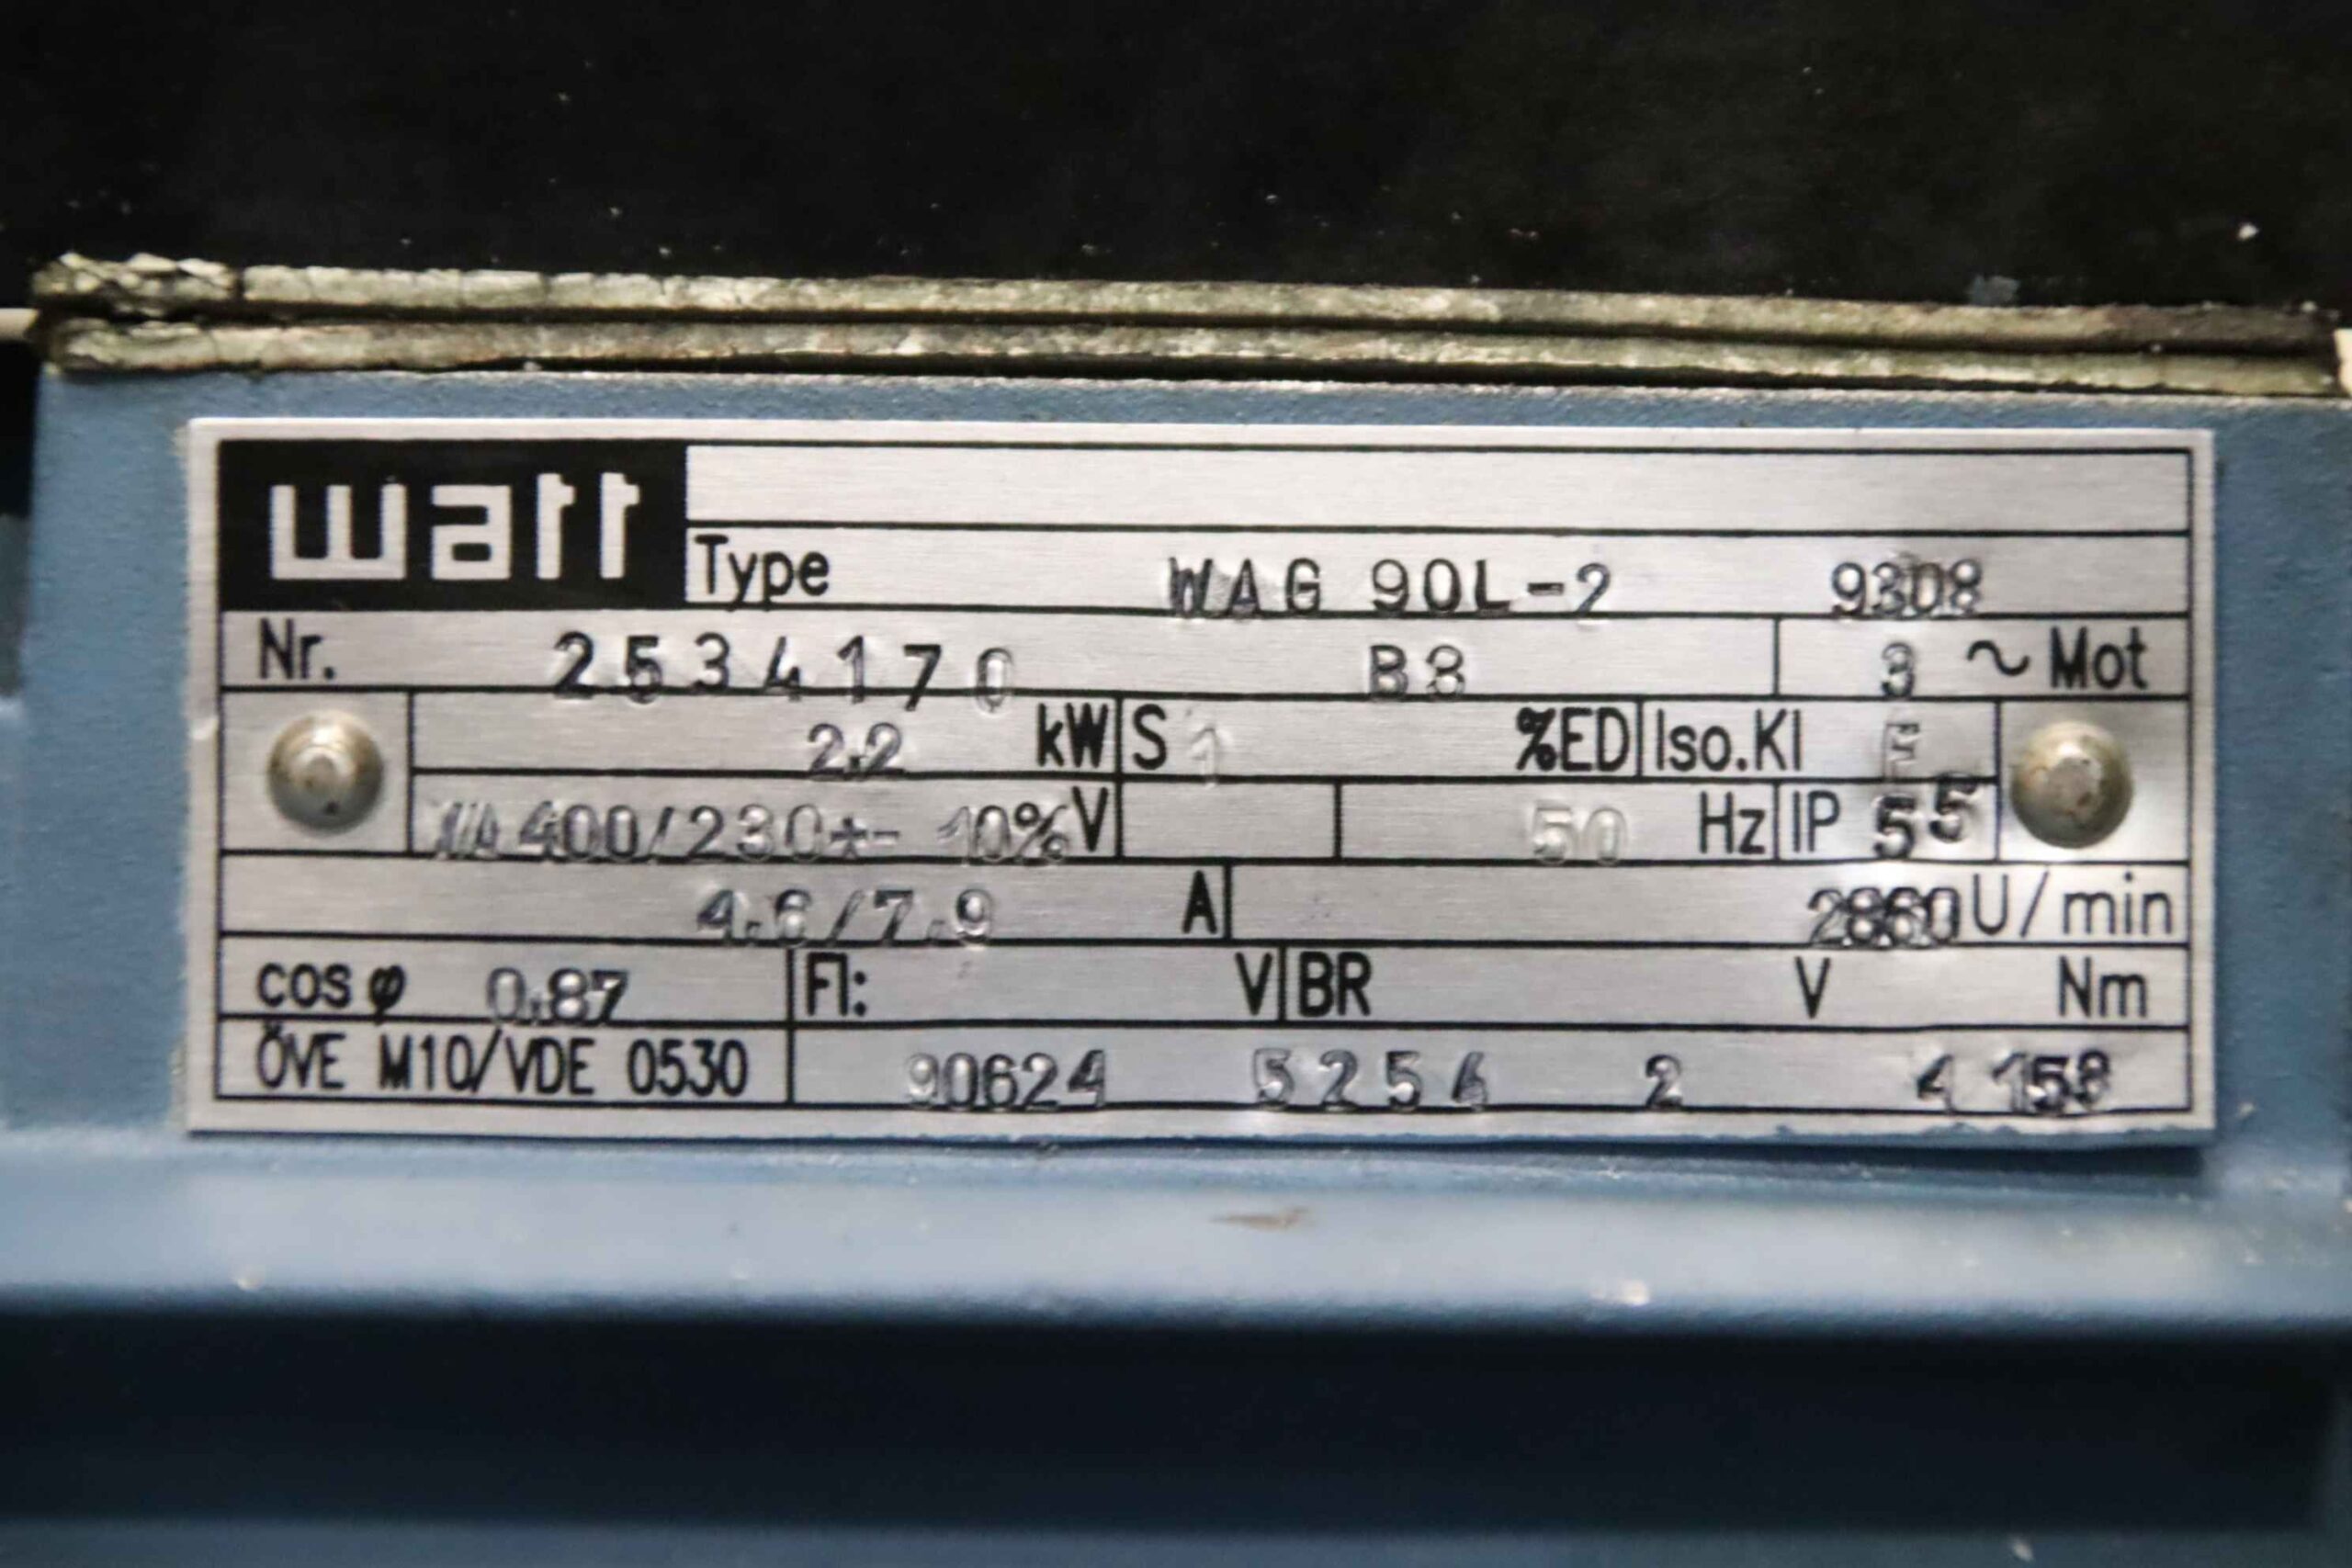 watt
Type WAG 90L-2 9308
Nr. 2534170 B3 3 ~ Mot
2.2 kW S 1 %ED Iso.Kl F
400/230+- 10% V 50 Hz IP 55
4.6/7.9 A 2860 U/min
cos φ 0.87 Fl: V BR V Nm
ÖVE M10/VDE 0530 90624 5254 2 4 158